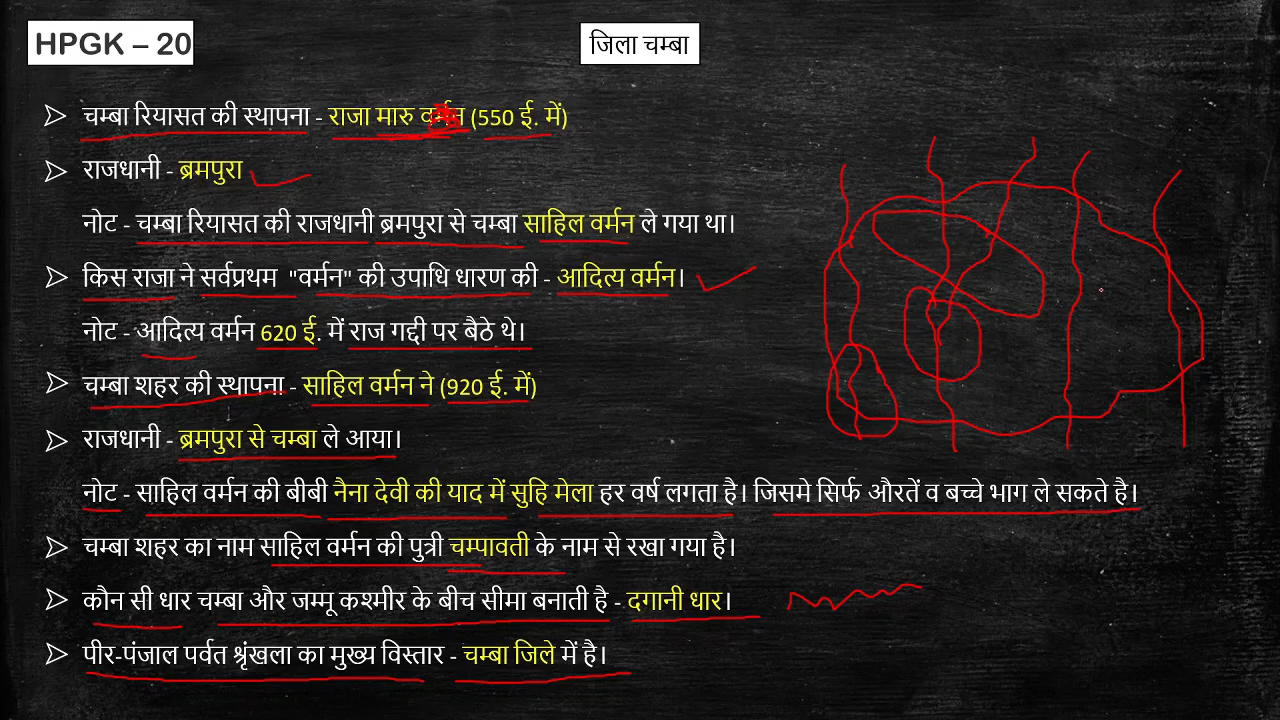 HPGK – 20
जिला चम्बा
चम्बा रियासत की स्थापना - राजा मारु वर्मन (550 ई. में)
राजधानी - ब्रमपुरा
नोट - चम्बा रियासत की राजधानी ब्रमपुरा से चम्बा साहिल वर्मन ले गया था।
किस राजा ने सर्वप्रथम "वर्मन" की उपाधि धारण की - आदित्य वर्मन।
नोट - आदित्य वर्मन 620 ई. में राज गद्दी पर बैठे थे।
चम्बा शहर की स्थापना - साहिल वर्मन ने (920 ई. में)
राजधानी - ब्रमपुरा से चम्बा ले आया।
नोट - साहिल वर्मन की बीबी नैना देवी की याद में सुहि मेला हर वर्ष लगता है। जिसमे सिर्फ औरतें व बच्चे भाग ले सकते है।
चम्बा शहर का नाम साहिल वर्मन की पुत्री चम्पावती के नाम से रखा गया है।
कौन सी धार चम्बा और जम्मू कश्मीर के बीच सीमा बनाती है - दगानी धार।
पीर-पंजाल पर्वत श्रृंखला का मुख्य विस्तार - चम्बा जिले में है।